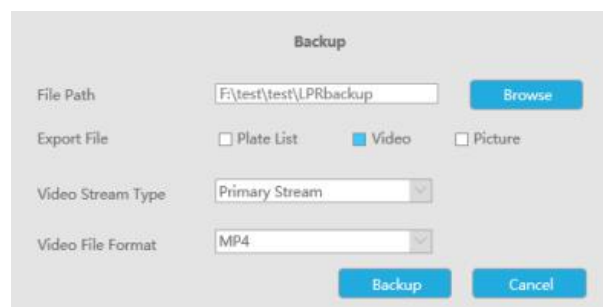 Backup
File Path F:\test\test\LPRbackup Browse
Export File Plate List Video Picture
Video Stream Type Primary Stream
Video File Format MP4
Backup Cancel